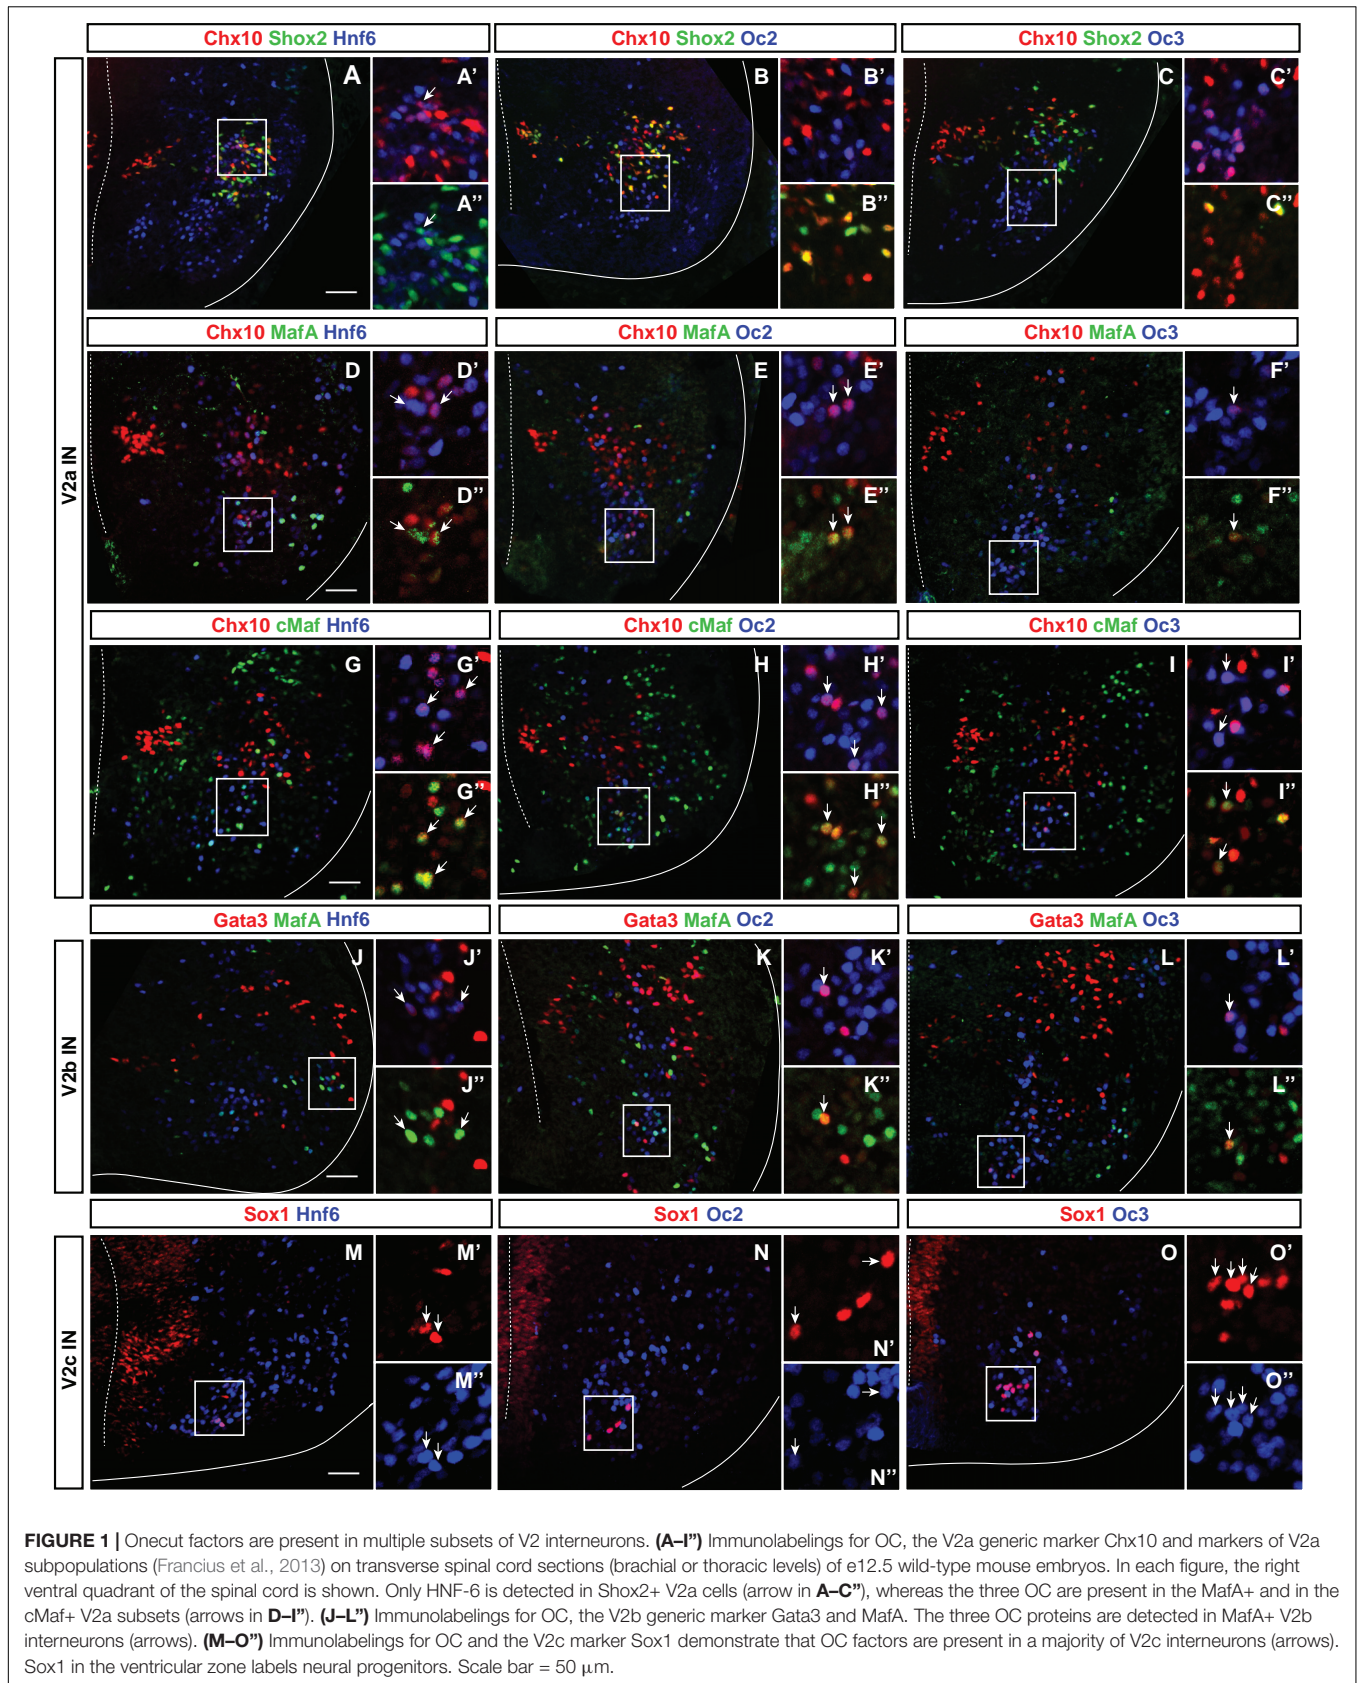 Chx10 Shox2 Hnf6
Chx10 Shox2 Oc2
Chx10 Shox2 Oc3
A
A'
A''
B
B'
B''
C
C'
C''
Chx10 MafA Hnf6
Chx10 MafA Oc2
Chx10 MafA Oc3
D
D'
D''
E
E'
E''
F
F'
F''
V2a IN
Chx10 cMaf Hnf6
Chx10 cMaf Oc2
Chx10 cMaf Oc3
G
G'
G''
H
H'
H''
I
I'
I''
Gata3 MafA Hnf6
Gata3 MafA Oc2
Gata3 MafA Oc3
V2b IN
J
J'
J''
K
K'
K''
L
L'
L''
Sox1 Hnf6
Sox1 Oc2
Sox1 Oc3
V2c IN
M
M'
M''
N
N'
N''
O
O'
O''
FIGURE 1 | Onecut factors are present in multiple subsets of V2 interneurons. (A–I") Immunolabelings for OC, the V2a generic marker Chx10 and markers of V2a
subpopulations (Francius et al., 2013) on transverse spinal cord sections (brachial or thoracic levels) of e12.5 wild-type mouse embryos. In each figure, the right
ventral quadrant of the spinal cord is shown. Only HNF-6 is detected in Shox2+ V2a cells (arrow in A–C"), whereas the three OC are present in the MafA+ and in the
cMaf+ V2a subsets (arrows in D–I"). (J–L") Immunolabelings for OC, the V2b generic marker Gata3 and MafA. The three OC proteins are detected in MafA+ V2b
interneurons (arrows). (M–O") Immunolabelings for OC and the V2c marker Sox1 demonstrate that OC factors are present in a majority of V2c interneurons (arrows).
Sox1 in the ventricular zone labels neural progenitors. Scale bar = 50 μm.